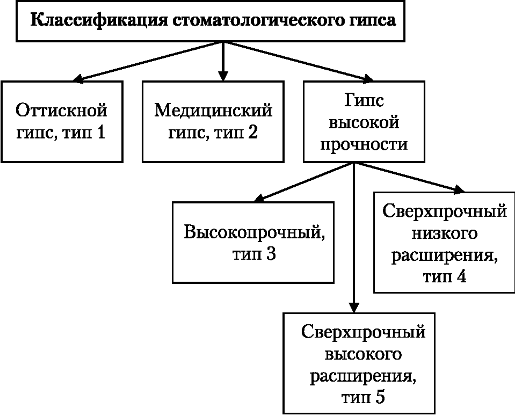 Классификация стоматологического гипса
Оттискной
гипс, тип 1
Медицинский
гипс, тип 2
Гипс
высокой
прочности
Высокопрочный,
тип 3
Сверхпрочный
низкого
расширения,
тип 4
Сверхпрочный
высокого
расширения,
тип 5